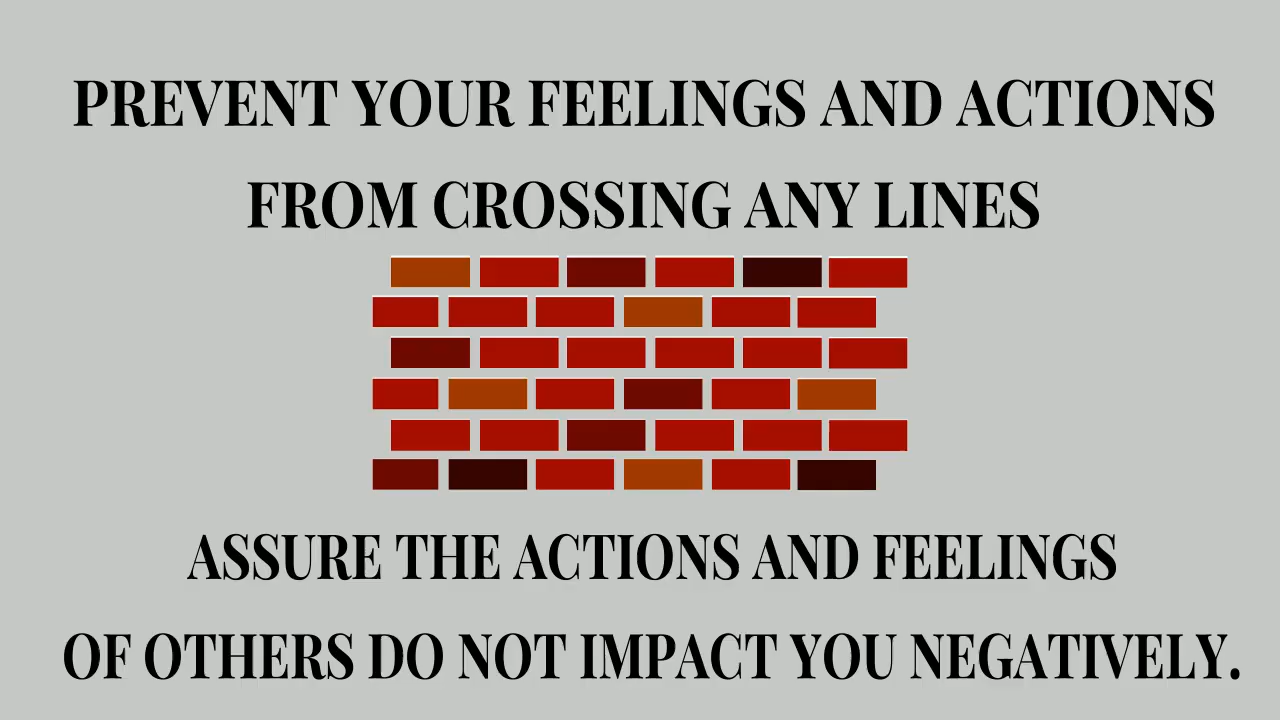 PREVENT YOUR FEELINGS AND ACTIONS
FROM CROSSING ANY LINES
ASSURE THE ACTIONS AND FEELINGS
OF OTHERS DO NOT IMPACT YOU NEGATIVELY.